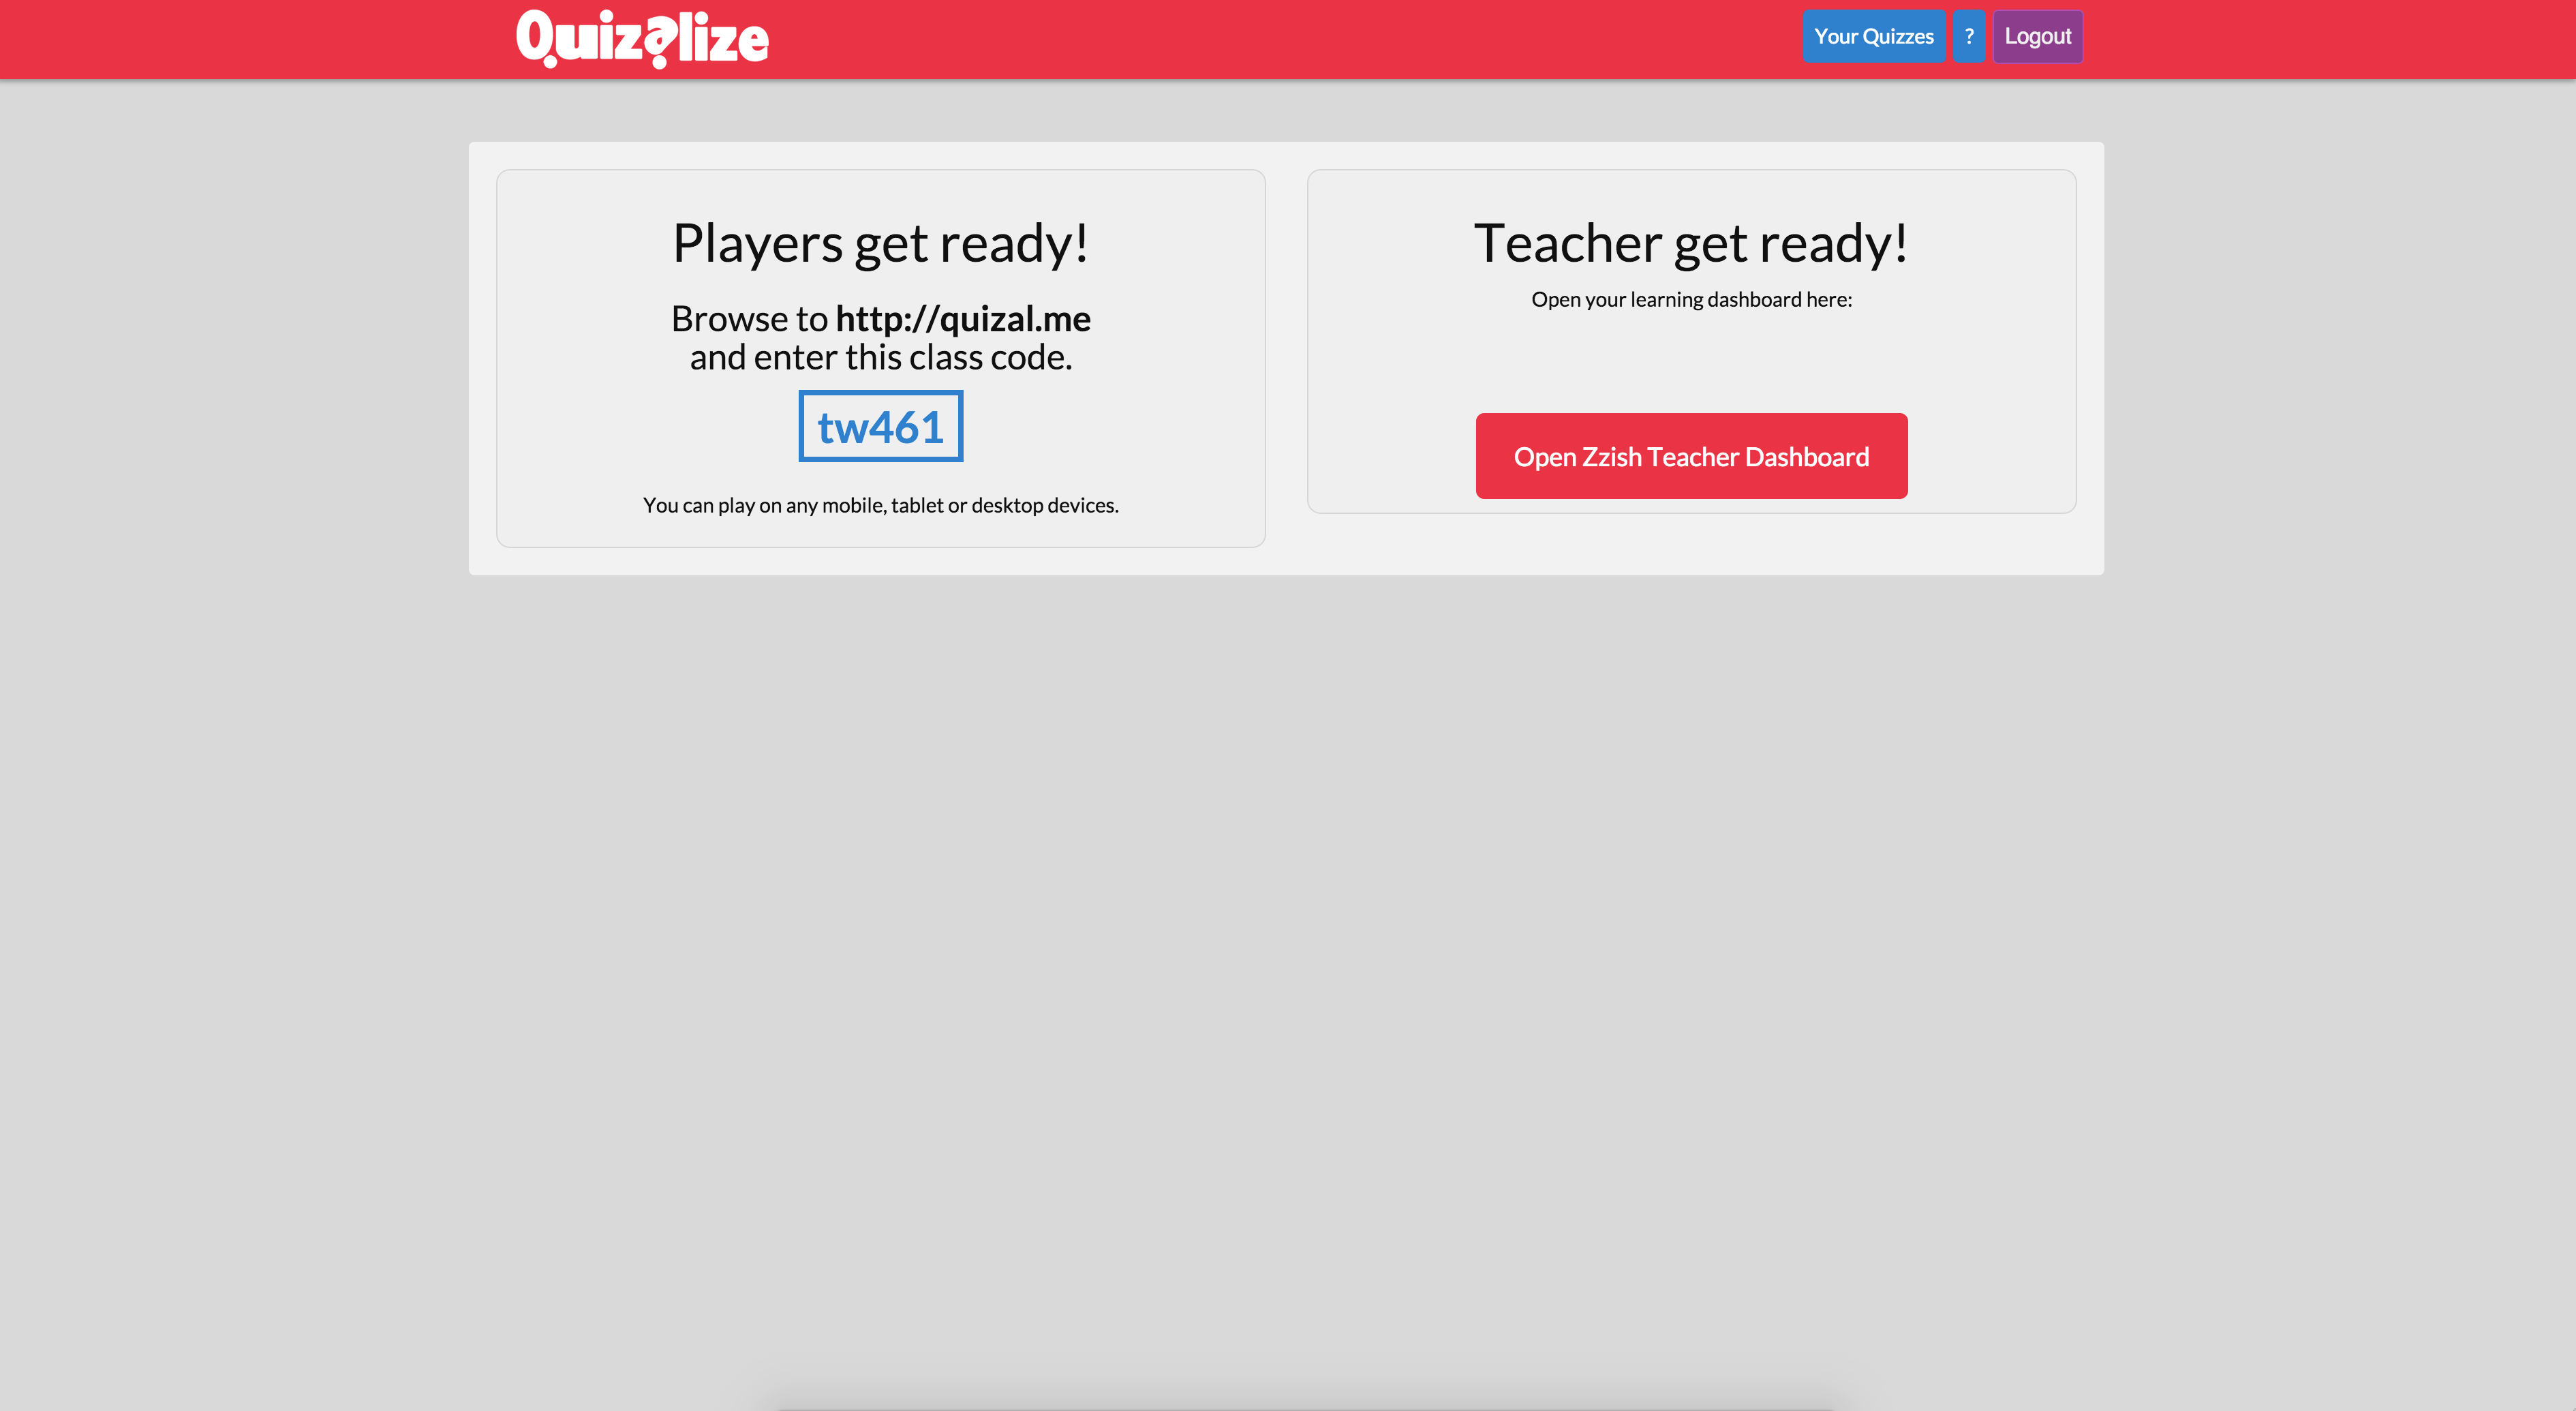 Quizalize
Your Quizzes
?
Logout
Players get ready!
Browse to http://quizal.me
and enter this class code.
tw461
You can play on any mobile, tablet or desktop devices.
Teacher get ready!
Open your learning dashboard here:
Open Zzish Teacher Dashboard